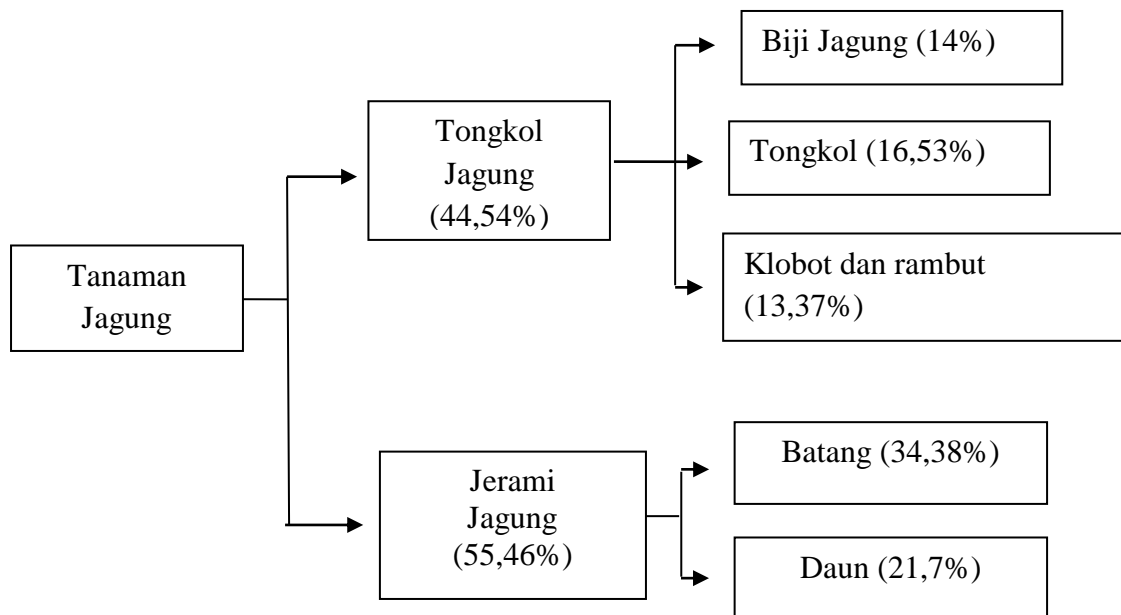 Tanaman
Jagung
Tongkol
Jagung
(44,54%)
Biji Jagung (14%)
Tongkol (16,53%)
Klobot dan rambut
(13,37%)
Jerami
Jagung
(55,46%)
Batang (34,38%)
Daun (21,7%)